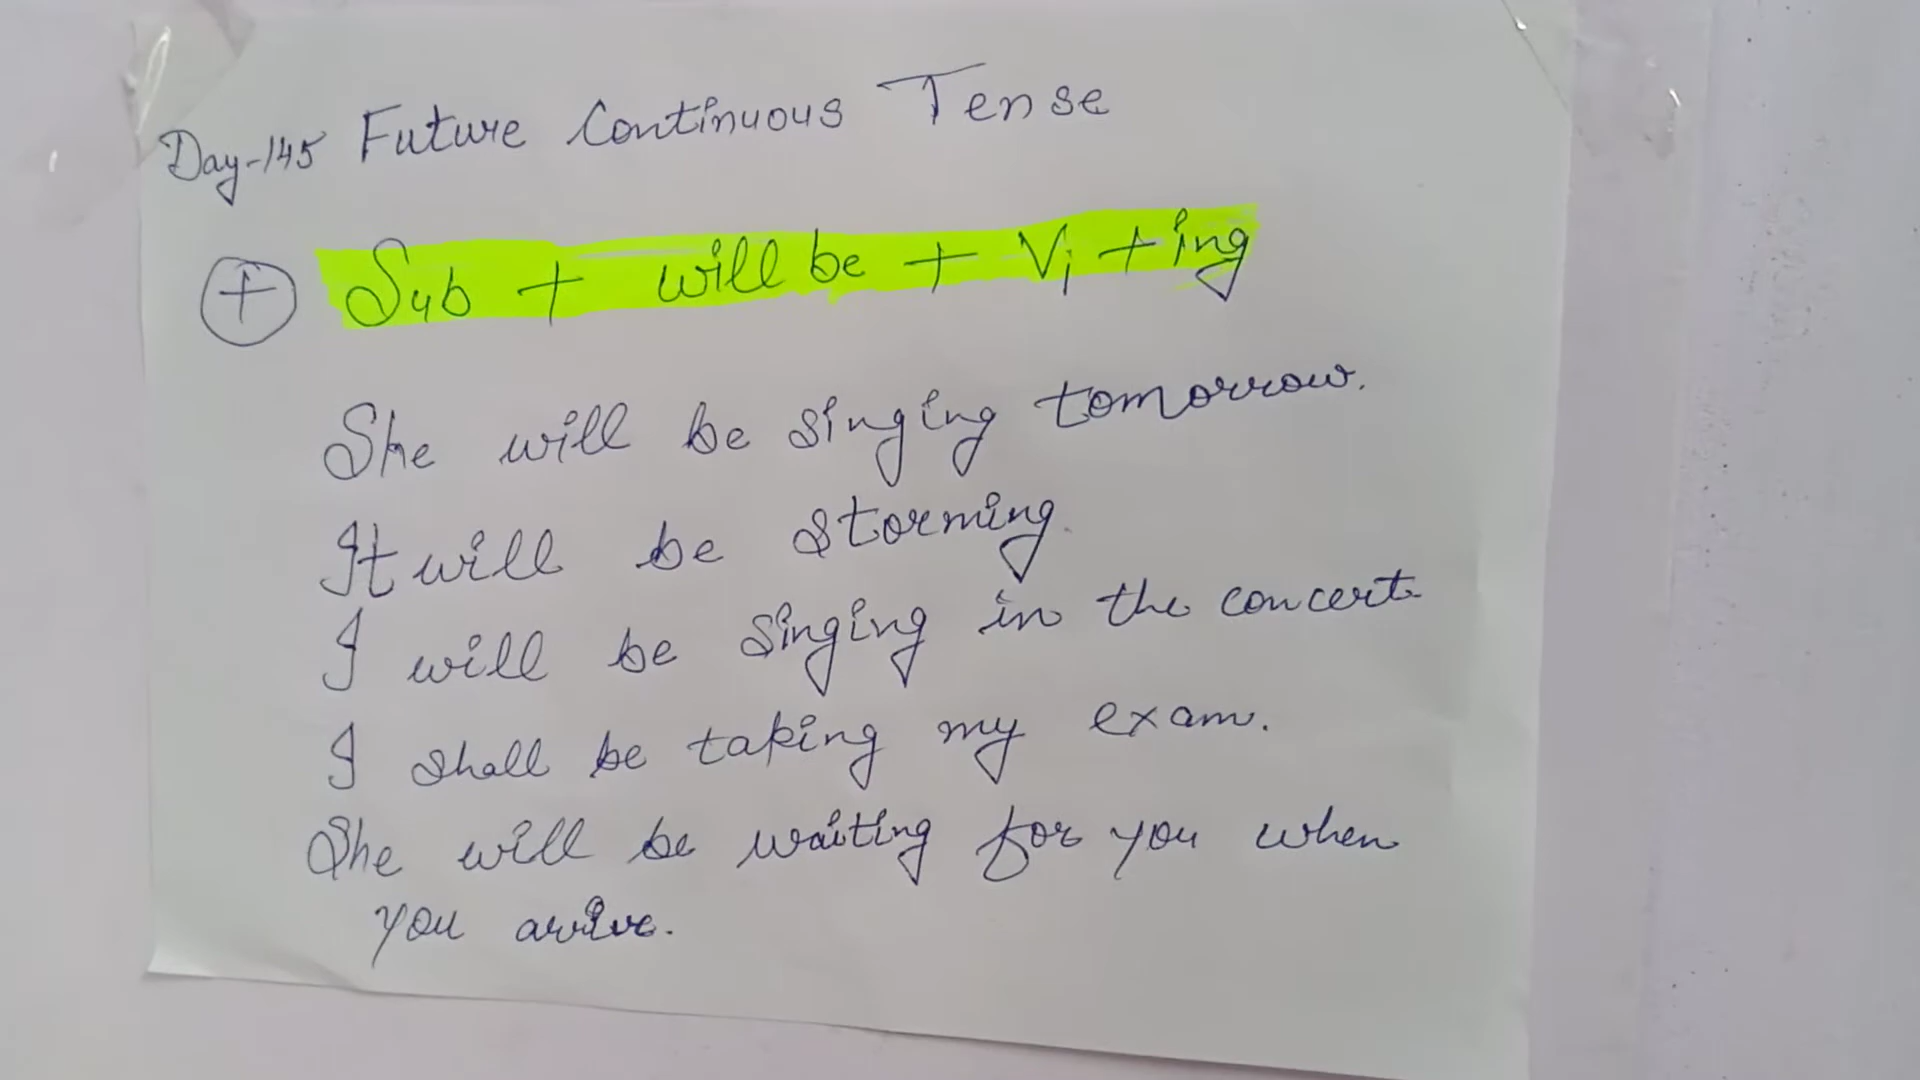 Day-145 Future Continuous Tense
+ Sub + will be + V1 + ing
She will be singing tomorrow.
It will be storming.
I will be singing in the concert.
I shall be taking my exam.
She will be waiting for you when
you arrive.